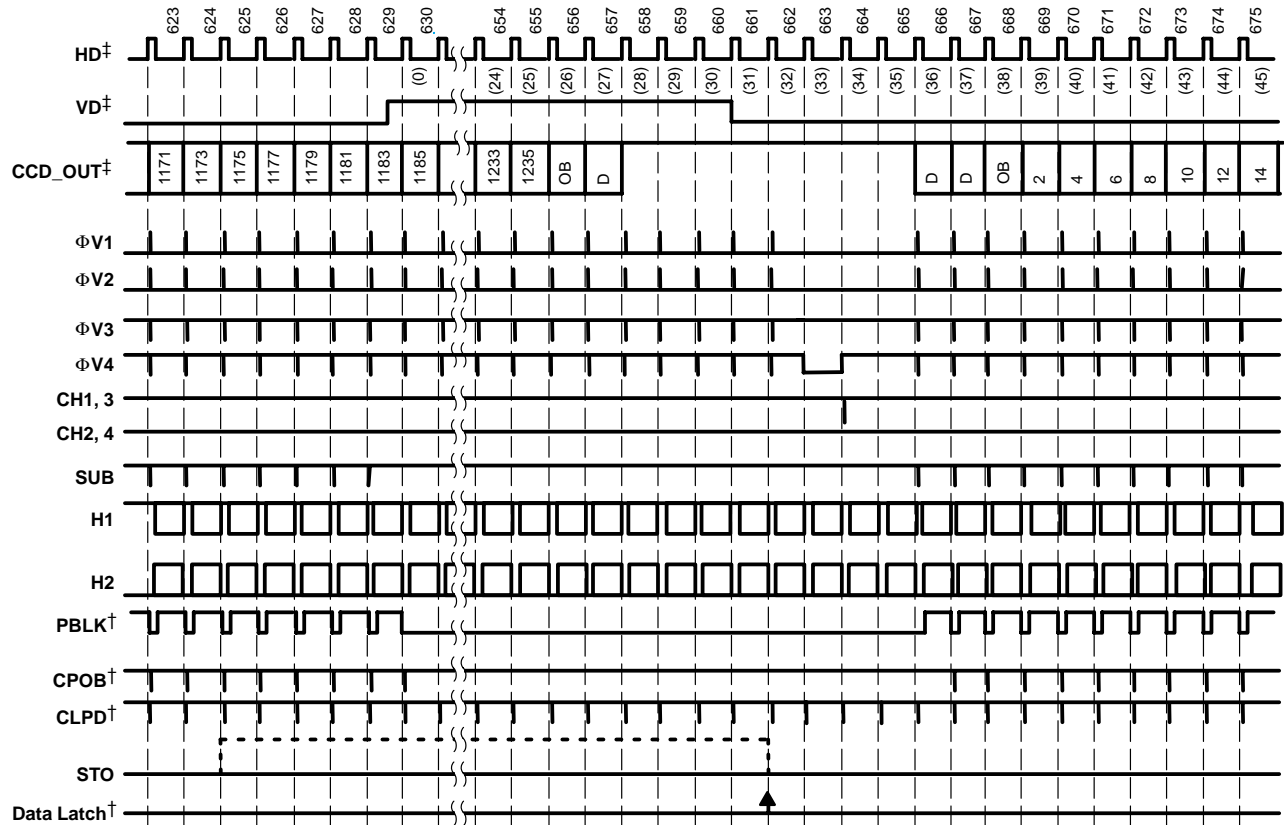 623 624 625 626 627 628 629 630 654 655 656 657 658 659 660 661 662 663 664 665 666 667 668 669 670 671 672 673 674 675
HD‡
(0) (24) (25) (26) (27) (28) (29) (30) (31) (32) (33) (34) (35) (36) (37) (38) (39) (40) (41) (42) (43) (44) (45)
VD‡
CCD_OUT‡ 1171 1173 1175 1177 1179 1181 1183 1185 1233 1235 OB D D D OB 2 4 6 8 10 12 14
ΦV1
ΦV2
ΦV3
ΦV4
CH1, 3
CH2, 4
SUB
H1
H2
PBLK†
CPOB†
CLPD†
STO
Data Latch†